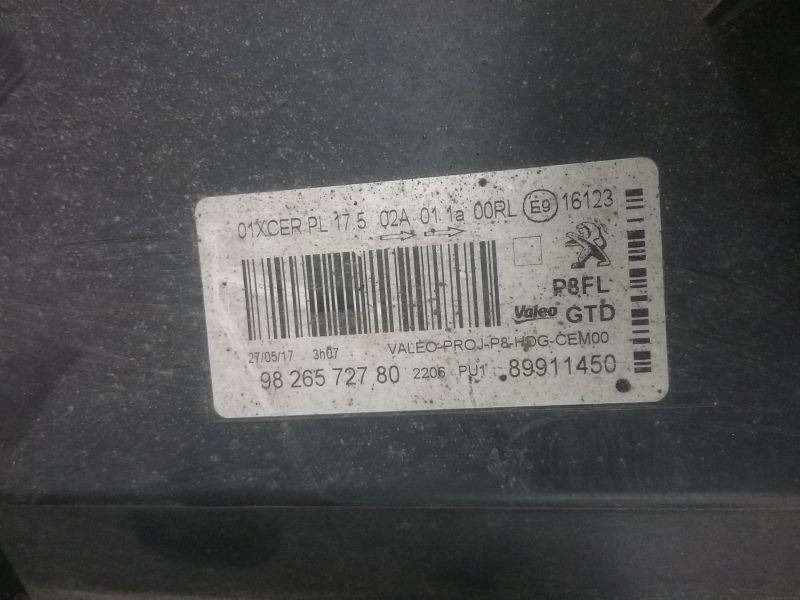 01XCER PL 17.5 02A 01 1a 00RL E9 16123
P8FL
Valeo GTD
VALEO-PROJ-P8-HDG-CEM00
27/05/17 3h07
98 265 727 80 2206 PU1 89911450